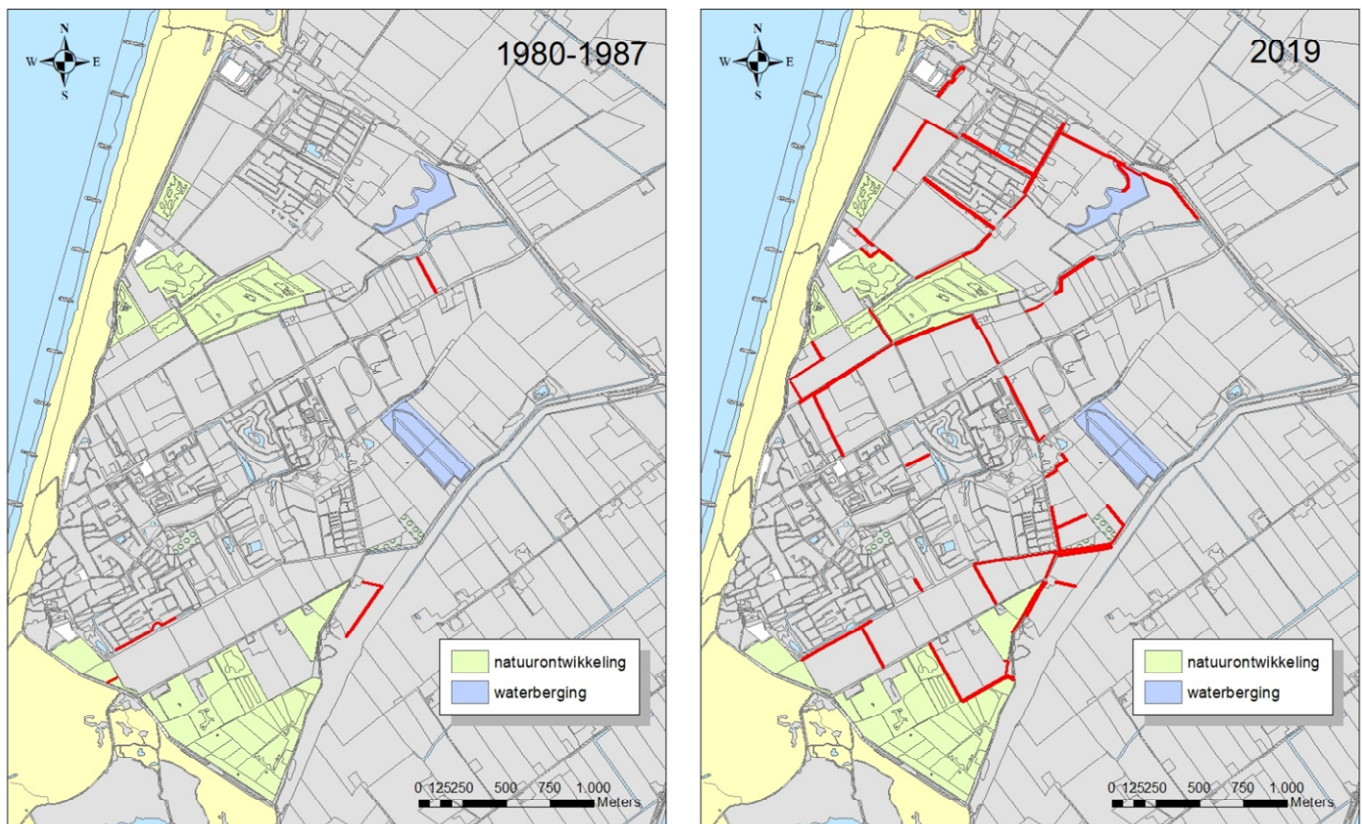 N
W E
S
1980-1987
natuurontwikkeling
waterberging
0 125250 500 750 1.000
Meters
N
W E
S
2019
natuurontwikkeling
waterberging
0 125250 500 750 1.000
Meters